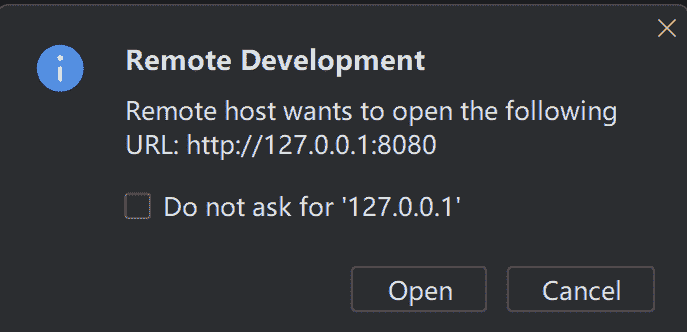 Remote Development
Remote host wants to open the following
URL: http://127.0.0.1:8080
Do not ask for '127.0.0.1'
Open
Cancel